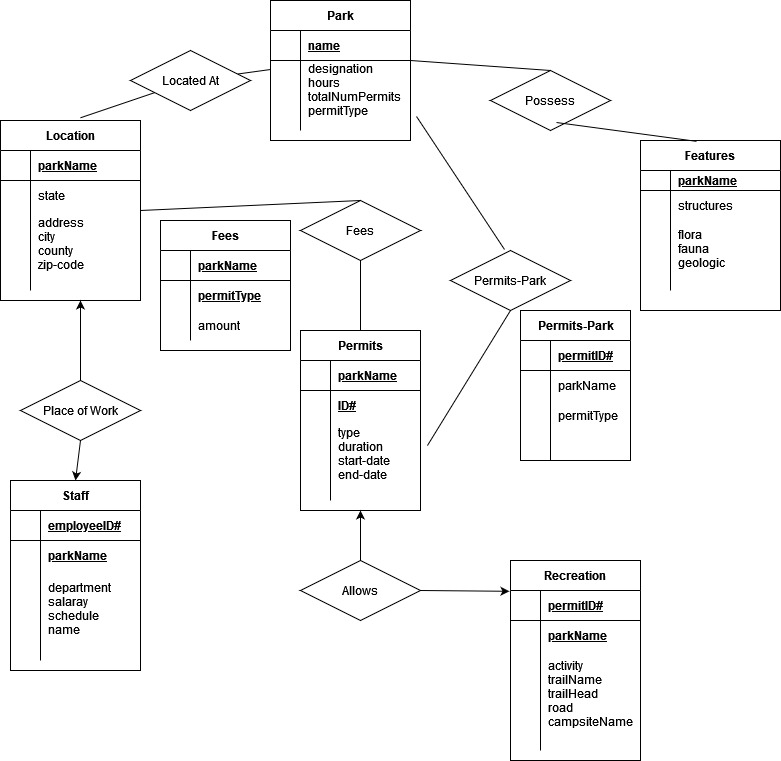 Park
name
designation
hours
totalNumPermits
permitType
Located At
Possess
Location
parkName
state
address
city
county
zip-code
Features
parkName
structures
flora
fauna
geologic
Fees
Fees
parkName
permitType
amount
Permits-Park
Permits-Park
permitID#
parkName
permitType
Permits
parkName
ID#
type
duration
start-date
end-date
Place of Work
Staff
employeeID#
parkName
department
salaray
schedule
name
Allows
Recreation
permitID#
parkName
activity
trailName
trailHead
road
campsiteName